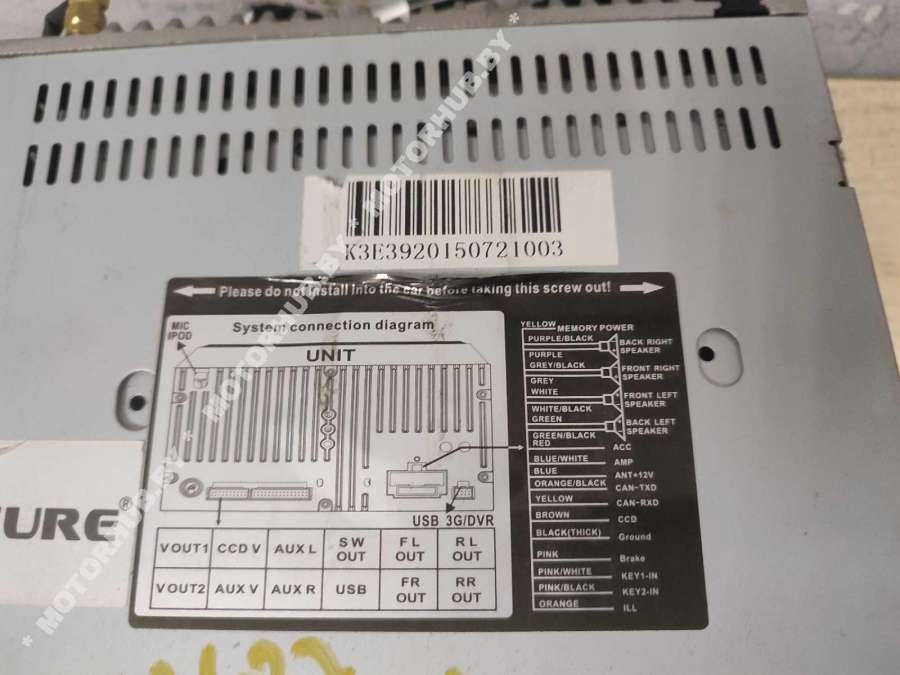 K3E3920150721003
Please do not install into the car before taking this screw out!
System connection diagram
MIC
IPOD
UNIT
USB 3G/DVR
VOUT1 CCD V AUX L SW OUT F L OUT R L OUT
VOUT2 AUX V AUX R USB FR OUT RR OUT
YELLOW MEMORY POWER
PURPLE/BLACK
BACK RIGHT SPEAKER
PURPLE
GREY/BLACK
FRONT RIGHT SPEAKER
GREY
WHITE
FRONT LEFT SPEAKER
WHITE/BLACK
GREEN
BACK LEFT SPEAKER
GREEN/BLACK
RED ACC
BLUE/WHITE AMP
BLUE ANT+12V
ORANGE/BLACK CAN-TXD
YELLOW CAN-RXD
BROWN CCD
BLACK(THICK) Ground
PINK Brake
PINK/WHITE KEY1-IN
PINK/BLACK KEY2-IN
ORANGE ILL
URE®
* MOTORHUB.BY * MOTORHUB.BY * MOTORHUB.BY *